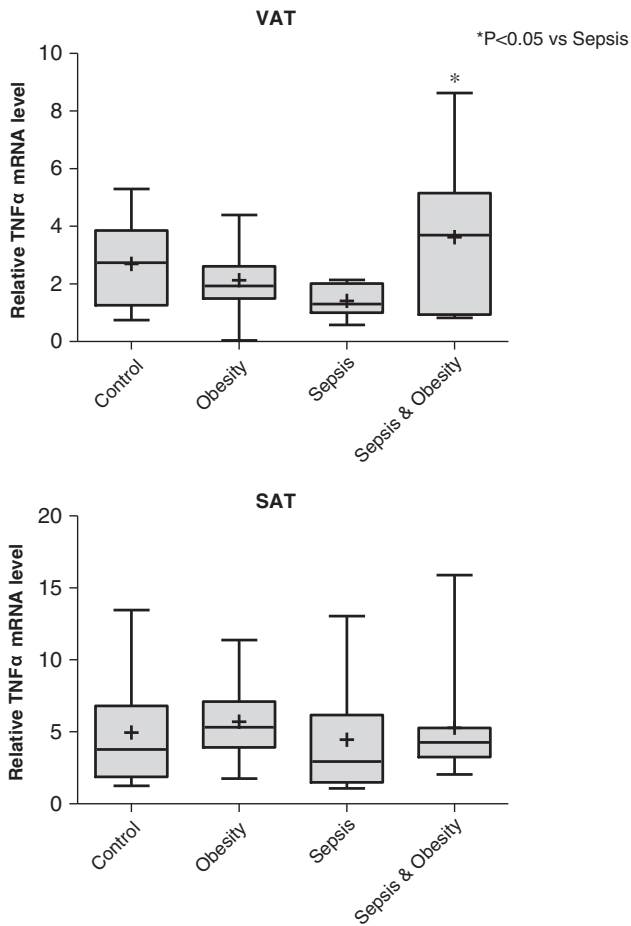 VAT
*P<0.05 vs Sepsis
Relative TNFα mRNA level
10
8
6
4
2
0
*
Control
Obesity
Sepsis
Sepsis & Obesity
SAT
Relative TNFα mRNA level
20
15
10
5
0
Control
Obesity
Sepsis
Sepsis & Obesity